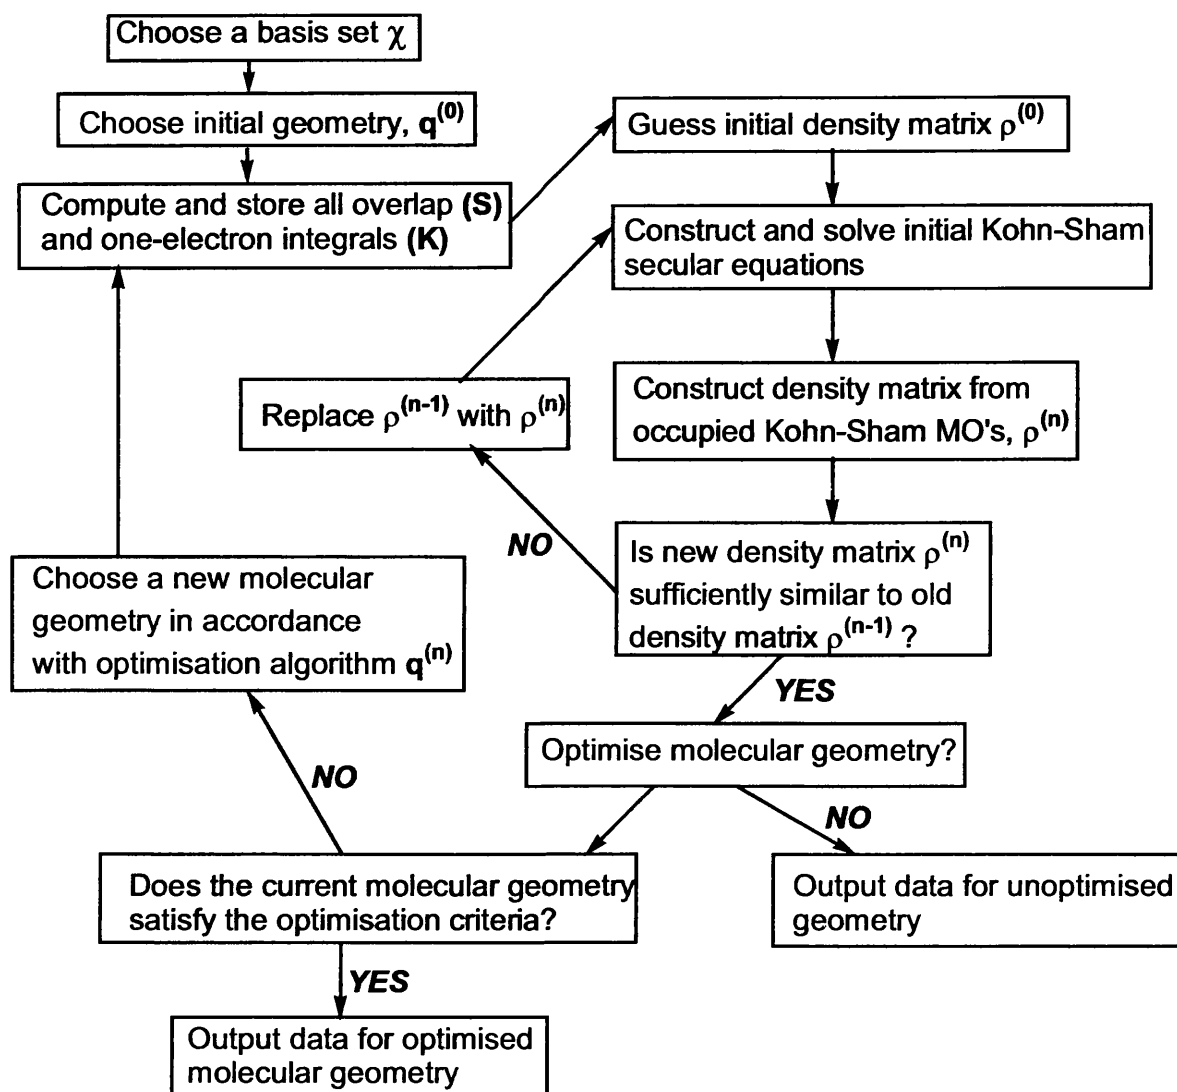 Choose a basis set χ
Choose initial geometry, q^(0)
Compute and store all overlap (S)
and one-electron integrals (K)
Guess initial density matrix ρ^(0)
Construct and solve initial Kohn-Sham
secular equations
Replace ρ^(n-1) with ρ^(n)
Construct density matrix from
occupied Kohn-Sham MO's, ρ^(n)
NO
Is new density matrix ρ^(n)
sufficiently similar to old
density matrix ρ^(n-1) ?
Choose a new molecular
geometry in accordance
with optimisation algorithm q^(n)
YES
Optimise molecular geometry?
NO
NO
Does the current molecular geometry
satisfy the optimisation criteria?
Output data for unoptimised
geometry
YES
Output data for optimised
molecular geometry